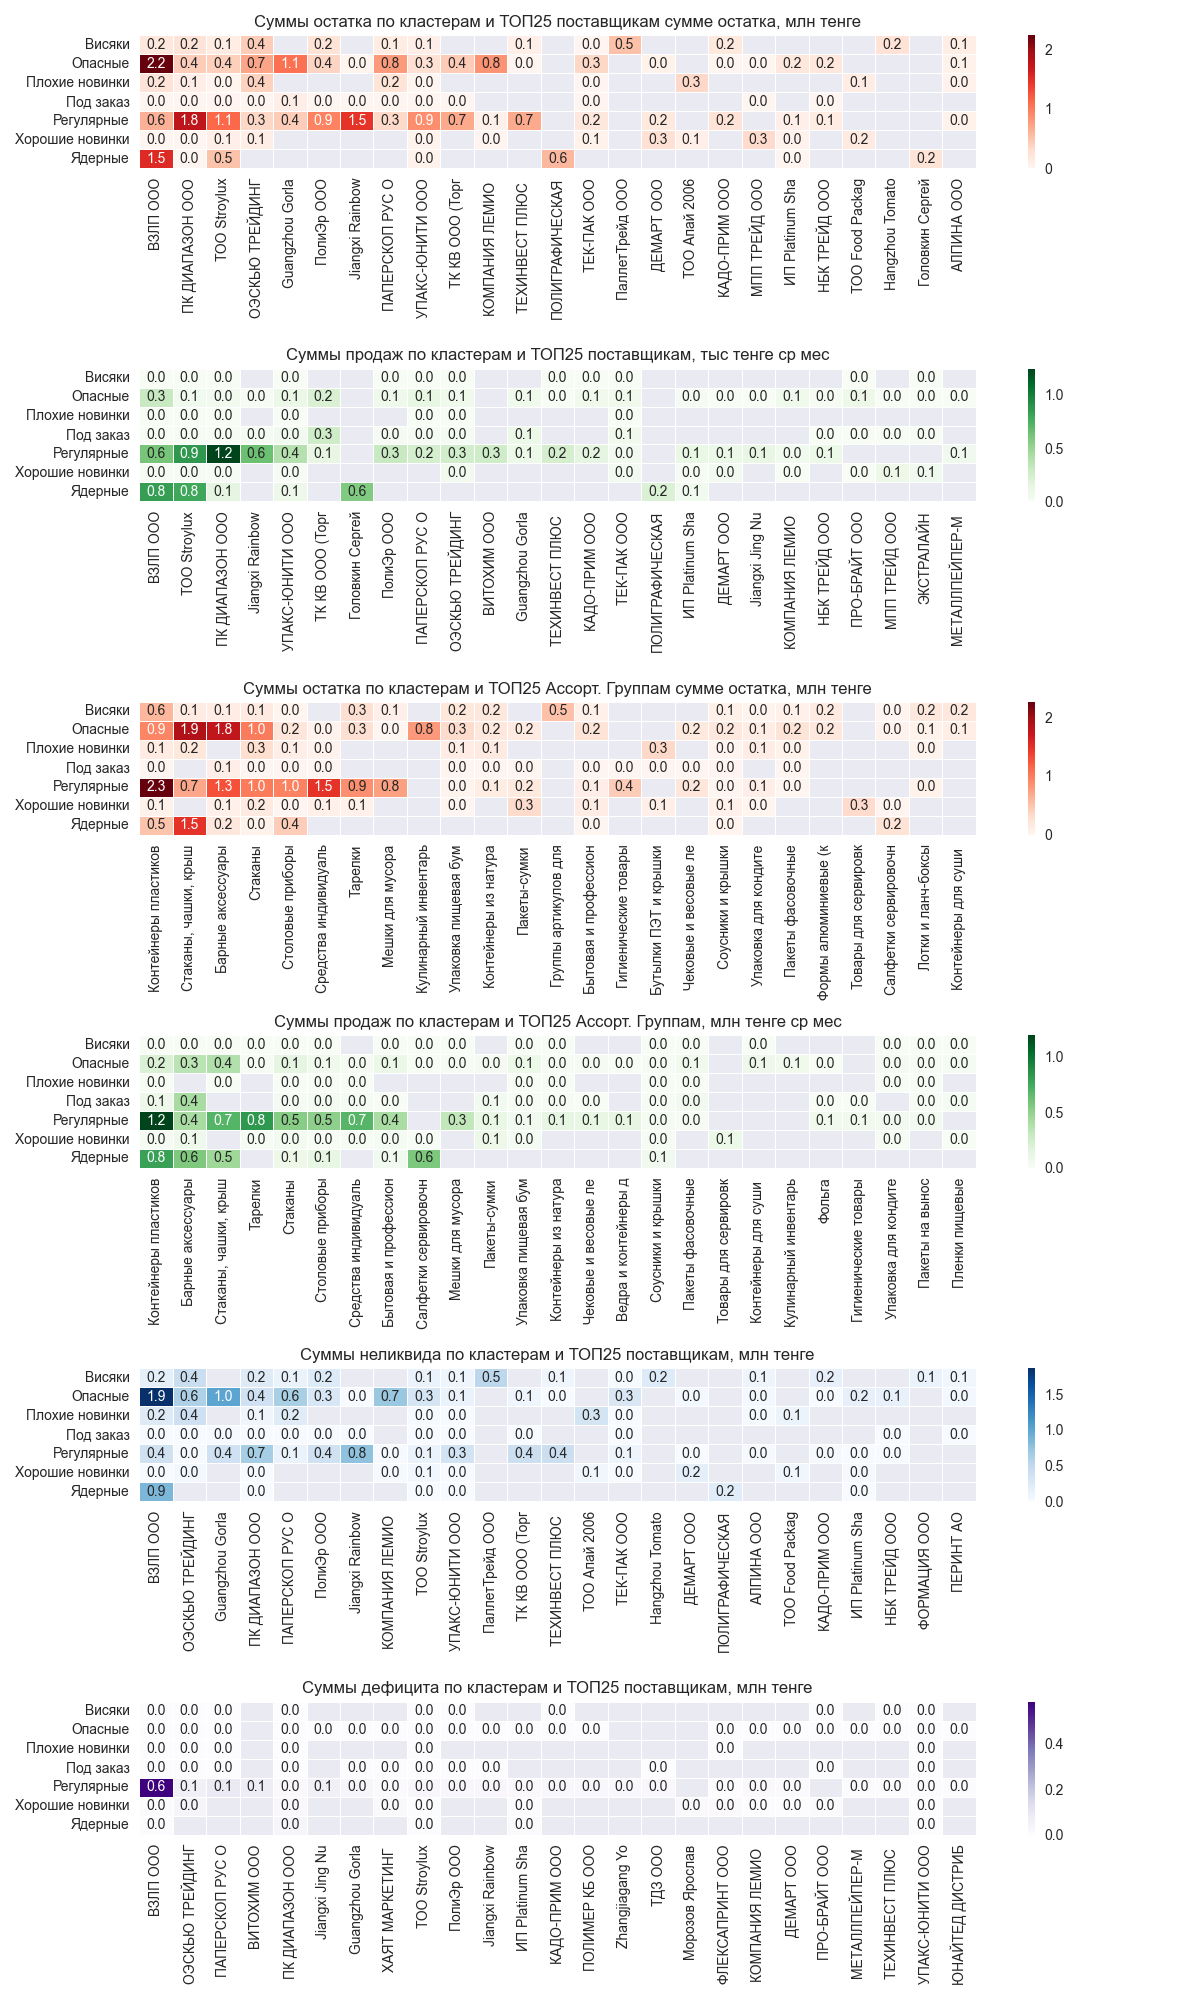 Суммы остатка по кластерам и ТОП25 поставщикам сумме остатка, млн тенге
Висяки 0.2 0.2 0.1 0.4 0.2 0.1 0.1 0.1 0.0 0.5 0.2 0.2 0.1
Опасные 2.2 0.4 0.4 0.7 1.1 0.4 0.0 0.8 0.3 0.4 0.8 0.0 0.3 0.0 0.0 0.0 0.2 0.2 0.1
Плохие новинки 0.2 0.1 0.0 0.4 0.2 0.0 0.0 0.3 0.1 0.0
Под заказ 0.0 0.0 0.0 0.0 0.1 0.0 0.0 0.0 0.0 0.0 0.0 0.0 0.0
Регулярные 0.6 1.8 1.1 0.3 0.4 0.9 1.5 0.3 0.9 0.7 0.1 0.7 0.2 0.2 0.2 0.1 0.1 0.0
Хорошие новинки 0.0 0.0 0.1 0.1 0.0 0.0 0.1 0.3 0.1 0.3 0.0 0.2
Ядерные 1.5 0.0 0.5 0.0 0.6 0.0 0.2
2
1
0
ВЗЛП ООО
ПК ДИАПАЗОН ООО
ТОО Stroylux
ОЭСКЬЮ ТРЕЙДИНГ
Guangzhou Gorla
ПолиЭр ООО
Jiangxi Rainbow
ПАПЕРСКОП РУС О
УПАКС-ЮНИТИ ООО
ТК КВ ООО (Торг
КОМПАНИЯ ЛЕМИО
ТЕХИНВЕСТ ПЛЮС
ПОЛИГРАФИЧЕСКАЯ
ТЕК-ПАК ООО
ПаллетТрейд ООО
ДЕМАРТ ООО
ТОО Апай 2006
КАДО-ПРИМ ООО
МПП ТРЕЙД ООО
ИП Platinum Sha
НБК ТРЕЙД ООО
ТОО Food Packag
Hangzhou Tomato
Головкин Сергей
АЛПИНА ООО
Суммы продаж по кластерам и ТОП25 поставщикам, тыс тенге ср мес
Висяки 0.0 0.0 0.0 0.0 0.0 0.0 0.0 0.0 0.0 0.0 0.0 0.0
Опасные 0.3 0.1 0.0 0.0 0.1 0.2 0.1 0.1 0.1 0.1 0.0 0.1 0.1 0.0 0.0 0.0 0.1 0.0 0.1 0.0 0.0 0.0
Плохие новинки 0.0 0.0 0.0 0.0 0.0 0.0 0.0
Под заказ 0.0 0.0 0.0 0.0 0.0 0.3 0.0 0.0 0.0 0.1 0.1 0.0 0.0 0.0 0.0
Регулярные 0.6 0.9 1.2 0.6 0.4 0.1 0.3 0.2 0.3 0.3 0.1 0.2 0.2 0.0 0.1 0.1 0.1 0.0 0.1 0.1
Хорошие новинки 0.0 0.0 0.0 0.0 0.0 0.0 0.0 0.0 0.0 0.0 0.1 0.1
Ядерные 0.8 0.8 0.1 0.1 0.6 0.2 0.1
1.0
0.5
0.0
ВЗЛП ООО
ТОО Stroylux
ПК ДИАПАЗОН ООО
Jiangxi Rainbow
УПАКС-ЮНИТИ ООО
ТК КВ ООО (Торг
Головкин Сергей
ПолиЭр ООО
ПАПЕРСКОП РУС О
ОЭСКЬЮ ТРЕЙДИНГ
ВИТОХИМ ООО
Guangzhou Gorla
ТЕХИНВЕСТ ПЛЮС
КАДО-ПРИМ ООО
ТЕК-ПАК ООО
ПОЛИГРАФИЧЕСКАЯ
ИП Platinum Sha
ДЕМАРТ ООО
Jiangxi Jing Nu
КОМПАНИЯ ЛЕМИО
НБК ТРЕЙД ООО
ПРО-БРАЙТ ООО
МПП ТРЕЙД ООО
ЭКСТРАЛАЙН
МЕТАЛЛПЕЙПЕР-М
Суммы остатка по кластерам и ТОП25 Ассорт. Группам сумме остатка, млн тенге
Висяки 0.6 0.1 0.1 0.1 0.0 0.3 0.1 0.2 0.2 0.5 0.1 0.1 0.0 0.1 0.2 0.0 0.2 0.2
Опасные 0.9 1.9 1.8 1.0 0.2 0.0 0.3 0.0 0.8 0.3 0.2 0.2 0.2 0.2 0.2 0.1 0.2 0.2 0.0 0.1 0.1
Плохие новинки 0.1 0.2 0.3 0.1 0.0 0.1 0.1 0.3 0.0 0.1 0.0 0.0
Под заказ 0.0 0.1 0.0 0.0 0.0 0.0 0.0 0.0 0.0 0.0 0.0 0.0 0.0 0.0
Регулярные 2.3 0.7 1.3 1.0 1.0 1.5 0.9 0.8 0.0 0.1 0.2 0.1 0.4 0.2 0.0 0.1 0.0 0.0
Хорошие новинки 0.1 0.1 0.2 0.0 0.1 0.1 0.0 0.3 0.1 0.1 0.1 0.0 0.3 0.0
Ядерные 0.5 1.5 0.2 0.0 0.4 0.0 0.0 0.2
2
1
0
Контейнеры пластиков
Стаканы, чашки, крыш
Барные аксессуары
Стаканы
Столовые приборы
Средства индивидуаль
Тарелки
Мешки для мусора
Кулинарный инвентарь
Упаковка пищевая бум
Контейнеры из натура
Пакеты-сумки
Группы артикулов для
Бытовая и профессион
Гигиенические товары
Бутылки ПЭТ и крышки
Чековые и весовые ле
Соусники и крышки
Упаковка для кондите
Пакеты фасовочные
Формы алюминиевые (к
Товары для сервировк
Салфетки сервировочн
Лотки и ланч-боксы
Контейнеры для суши
Суммы продаж по кластерам и ТОП25 Ассорт. Группам, млн тенге ср мес
Висяки 0.0 0.0 0.0 0.0 0.0 0.0 0.0 0.0 0.0 0.0 0.0 0.0 0.0 0.0 0.0 0.0 0.0
Опасные 0.2 0.3 0.4 0.0 0.1 0.1 0.0 0.1 0.0 0.0 0.0 0.1 0.0 0.0 0.0 0.0 0.1 0.1 0.1 0.0 0.0 0.0 0.0
Плохие новинки 0.0 0.0 0.0 0.0 0.0 0.0 0.0 0.0 0.0 0.0 0.0
Под заказ 0.1 0.4 0.0 0.0 0.0 0.0 0.1 0.0 0.0 0.0 0.0 0.0 0.0 0.0 0.0 0.0 0.0
Регулярные 1.2 0.4 0.7 0.8 0.5 0.5 0.7 0.4 0.3 0.1 0.1 0.1 0.1 0.1 0.0 0.0 0.1 0.1 0.0 0.0
Хорошие новинки 0.0 0.1 0.0 0.0 0.0 0.0 0.0 0.0 0.1 0.0 0.0 0.1 0.0 0.0
Ядерные 0.8 0.6 0.5 0.1 0.1 0.1 0.6 0.1
1.0
0.5
0.0
Контейнеры пластиков
Барные аксессуары
Стаканы, чашки, крыш
Тарелки
Стаканы
Столовые приборы
Средства индивидуаль
Бытовая и профессион
Салфетки сервировочн
Мешки для мусора
Пакеты-сумки
Упаковка пищевая бум
Контейнеры из натура
Чековые и весовые ле
Ведра и контейнеры д
Соусники и крышки
Пакеты фасовочные
Товары для сервировк
Контейнеры для суши
Кулинарный инвентарь
Фольга
Гигиенические товары
Упаковка для кондите
Пакеты на вынос
Пленки пищевые
Суммы неликвида по кластерам и ТОП25 поставщикам, млн тенге
Висяки 0.2 0.4 0.2 0.1 0.2 0.1 0.1 0.5 0.1 0.0 0.2 0.1 0.2 0.1 0.1
Опасные 1.9 0.6 1.0 0.4 0.6 0.3 0.0 0.7 0.3 0.1 0.1 0.0 0.3 0.0 0.0 0.0 0.2 0.1 0.0
Плохие новинки 0.2 0.4 0.1 0.2 0.0 0.0 0.3 0.0 0.0 0.1
Под заказ 0.0 0.0 0.0 0.0 0.0 0.0 0.0 0.0 0.0 0.0 0.0 0.0 0.0
Регулярные 0.4 0.0 0.4 0.7 0.1 0.4 0.8 0.0 0.1 0.3 0.4 0.4 0.1 0.0 0.0 0.0 0.0 0.0
Хорошие новинки 0.0 0.0 0.0 0.0 0.1 0.0 0.1 0.0 0.2 0.1 0.0
Ядерные 0.9 0.0 0.0 0.0 0.2 0.0
1.5
1.0
0.5
0.0
ВЗЛП ООО
ОЭСКЬЮ ТРЕЙДИНГ
Guangzhou Gorla
ПК ДИАПАЗОН ООО
ПАПЕРСКОП РУС О
ПолиЭр ООО
Jiangxi Rainbow
КОМПАНИЯ ЛЕМИО
ТОО Stroylux
УПАКС-ЮНИТИ ООО
ПаллетТрейд ООО
ТК КВ ООО (Торг
ТЕХИНВЕСТ ПЛЮС
ТОО Апай 2006
ТЕК-ПАК ООО
Hangzhou Tomato
ДЕМАРТ ООО
ПОЛИГРАФИЧЕСКАЯ
АЛПИНА ООО
ТОО Food Packag
КАДО-ПРИМ ООО
ИП Platinum Sha
НБК ТРЕЙД ООО
ФОРМАЦИЯ ООО
ПЕРИНТ АО
Суммы дефицита по кластерам и ТОП25 поставщикам, млн тенге
Висяки 0.0 0.0 0.0 0.0 0.0 0.0 0.0 0.0 0.0 0.0
Опасные 0.0 0.0 0.0 0.0 0.0 0.0 0.0 0.0 0.0 0.0 0.0 0.0 0.0 0.0 0.0 0.0 0.0 0.0 0.0 0.0 0.0
Плохие новинки 0.0 0.0 0.0 0.0 0.0 0.0 0.0
Под заказ 0.0 0.0 0.0 0.0 0.0 0.0 0.0 0.0 0.0 0.0 0.0 0.0
Регулярные 0.6 0.1 0.1 0.1 0.0 0.1 0.0 0.0 0.0 0.0 0.0 0.0 0.0 0.0 0.0 0.0 0.0 0.0 0.0 0.0 0.0 0.0 0.0
Хорошие новинки 0.0 0.0 0.0 0.0 0.0 0.0 0.0 0.0 0.0 0.0 0.0
Ядерные 0.0 0.0 0.0 0.0 0.0
0.4
0.2
0.0
ВЗЛП ООО
ОЭСКЬЮ ТРЕЙДИНГ
ПАПЕРСКОП РУС О
ВИТОХИМ ООО
ПК ДИАПАЗОН ООО
Jiangxi Jing Nu
Guangzhou Gorla
ХАЯТ МАРКЕТИНГ
ТОО Stroylux
ПолиЭр ООО
Jiangxi Rainbow
ИП Platinum Sha
КАДО-ПРИМ ООО
ПОЛИМЕР КБ ООО
Zhangjiagang Yo
ТДЗ ООО
Морозов Ярослав
ФЛЕКСАПРИНТ ООО
КОМПАНИЯ ЛЕМИО
ДЕМАРТ ООО
ПРО-БРАЙТ ООО
МЕТАЛЛПЕЙПЕР-М
ТЕХИНВЕСТ ПЛЮС
УПАКС-ЮНИТИ ООО
ЮНАЙТЕД ДИСТРИБ